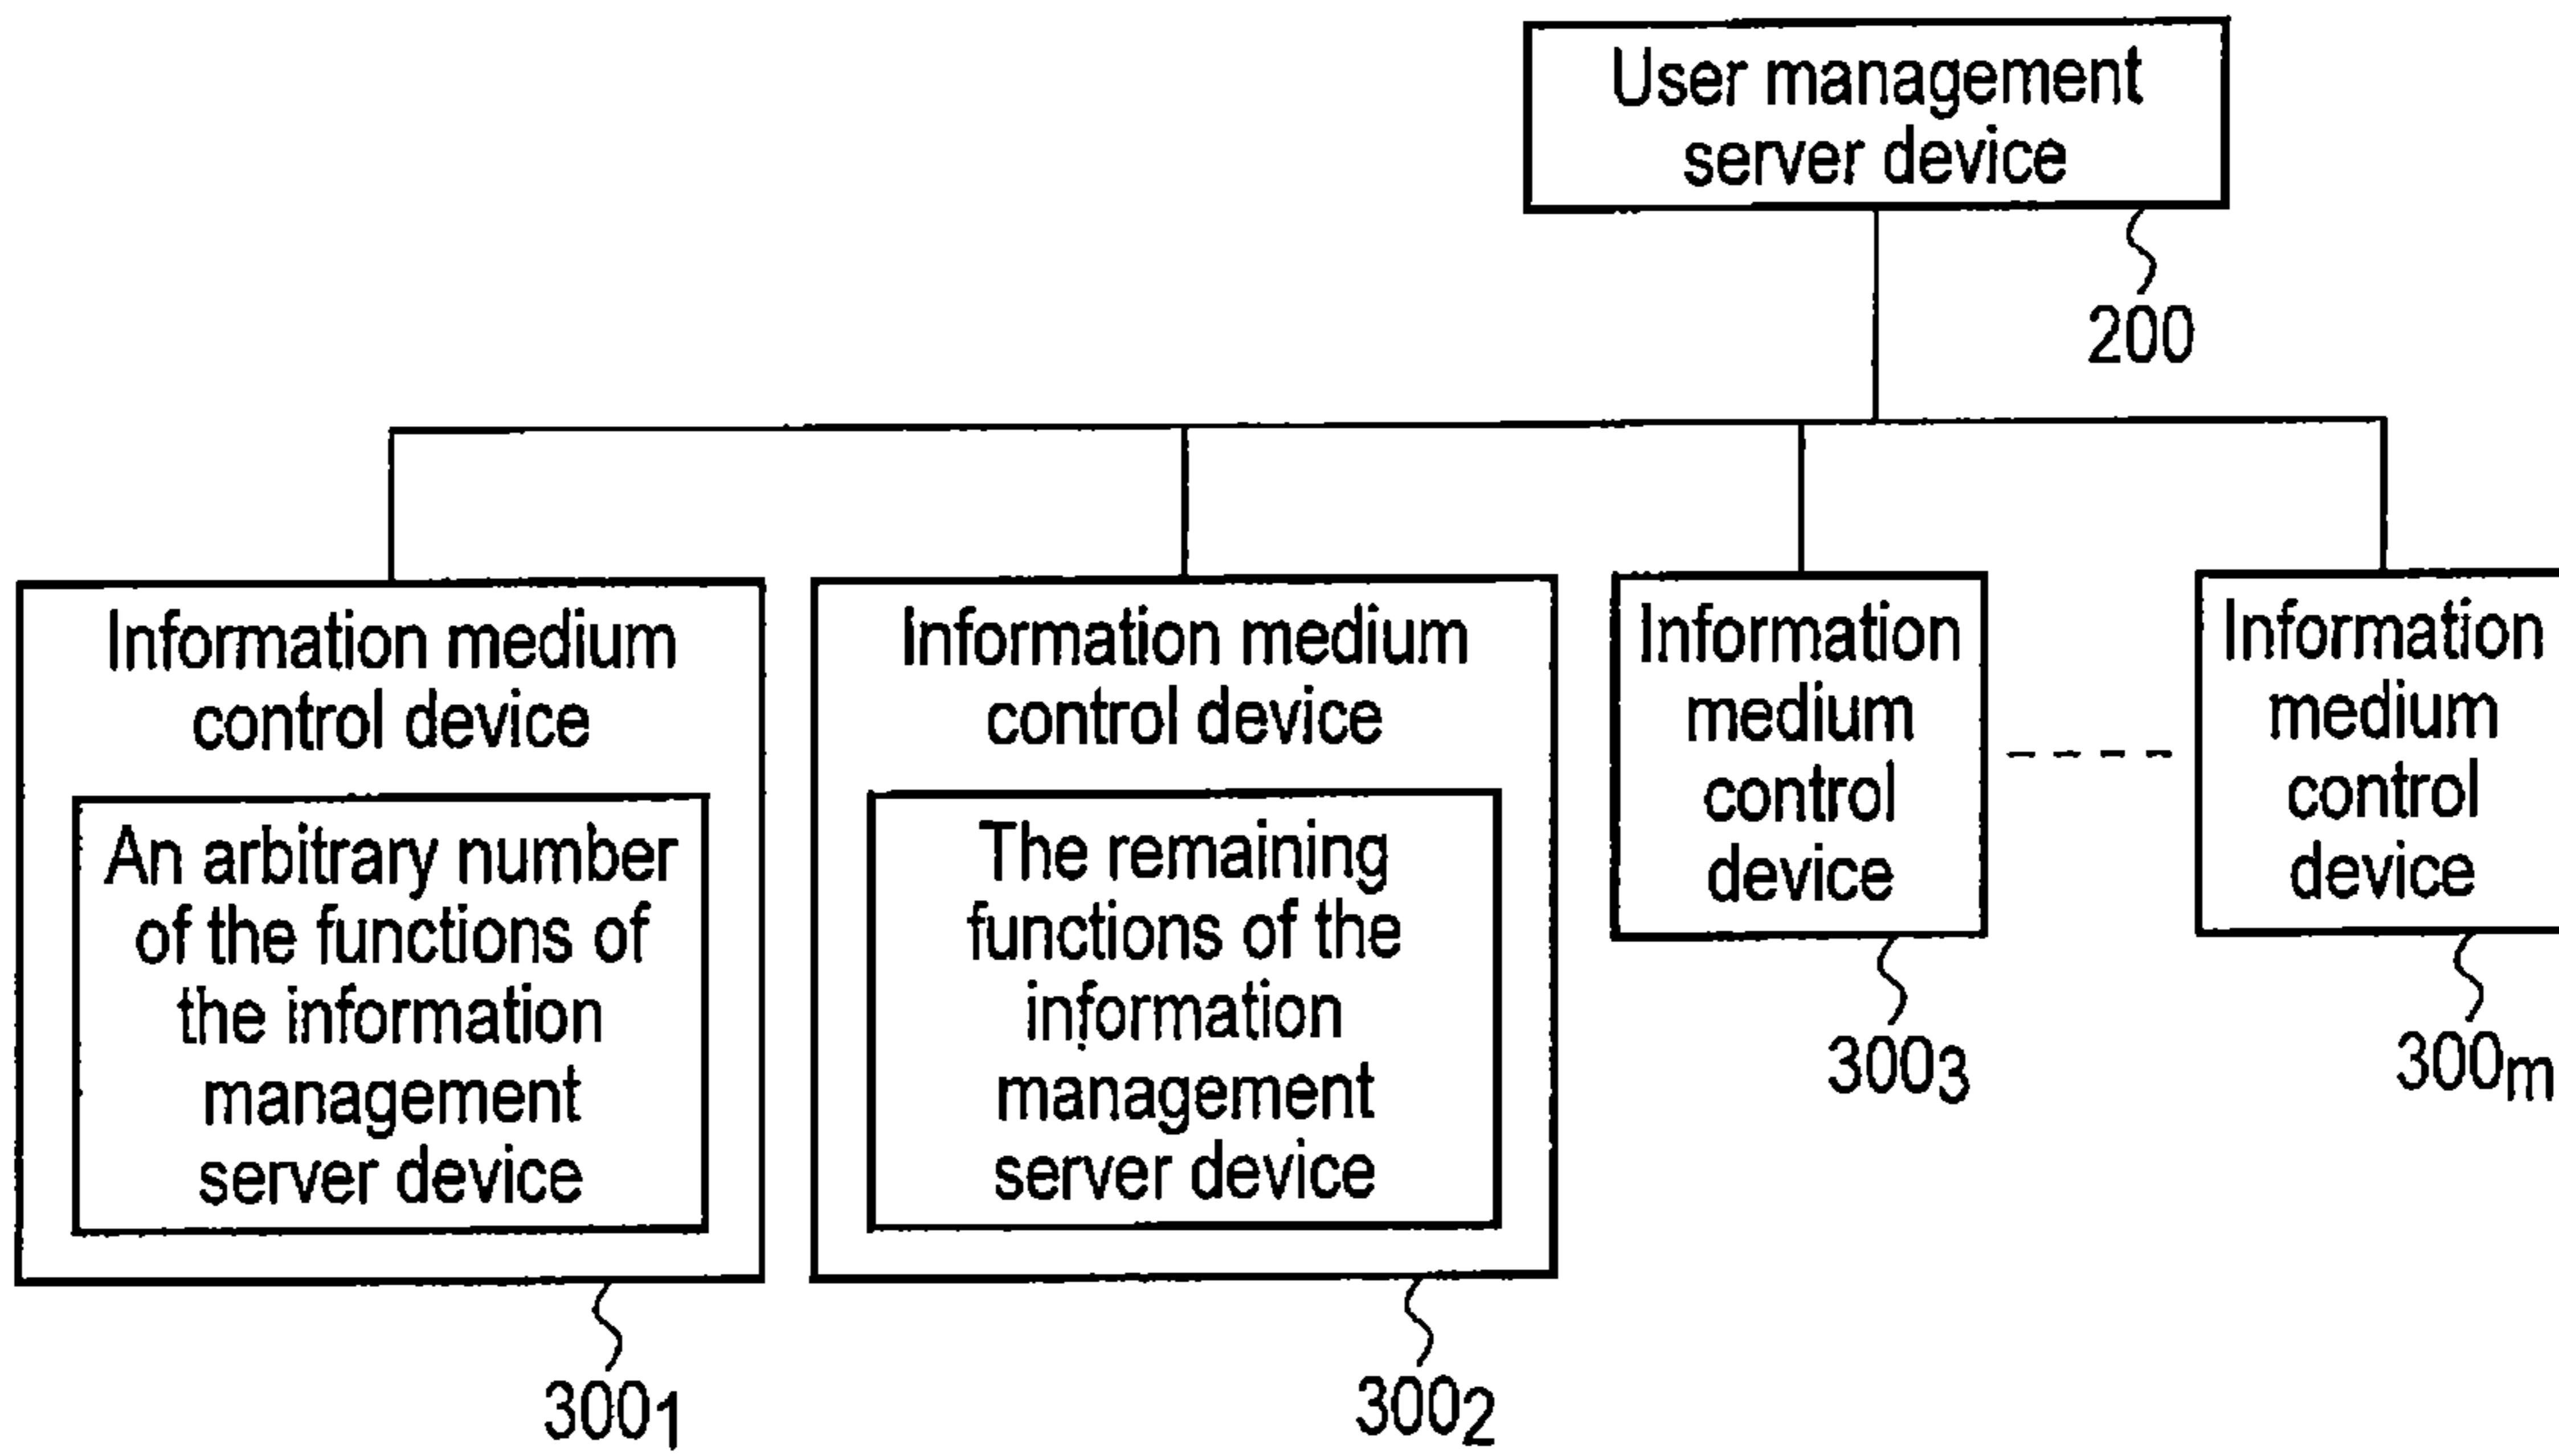 User management
server device
200
Information medium
control device
An arbitrary number
of the functions of
the information
management
server device
300₁
Information medium
control device
The remaining
functions of the
information
management
server device
300₂
Information
medium
control
device
300₃
Information
medium
control
device
300ₘ